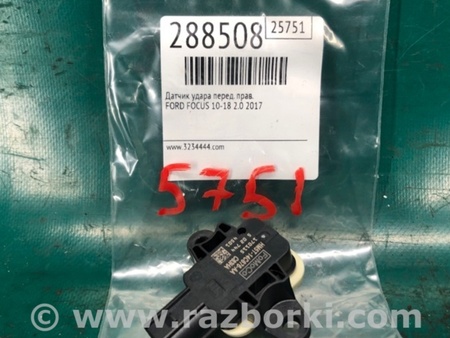 288508
25751
Датчик удара перед. прав.
FORD FOCUS 10-18 2.0 2017
www.3234444.com
5751
FoMoCo
www.razborki.com